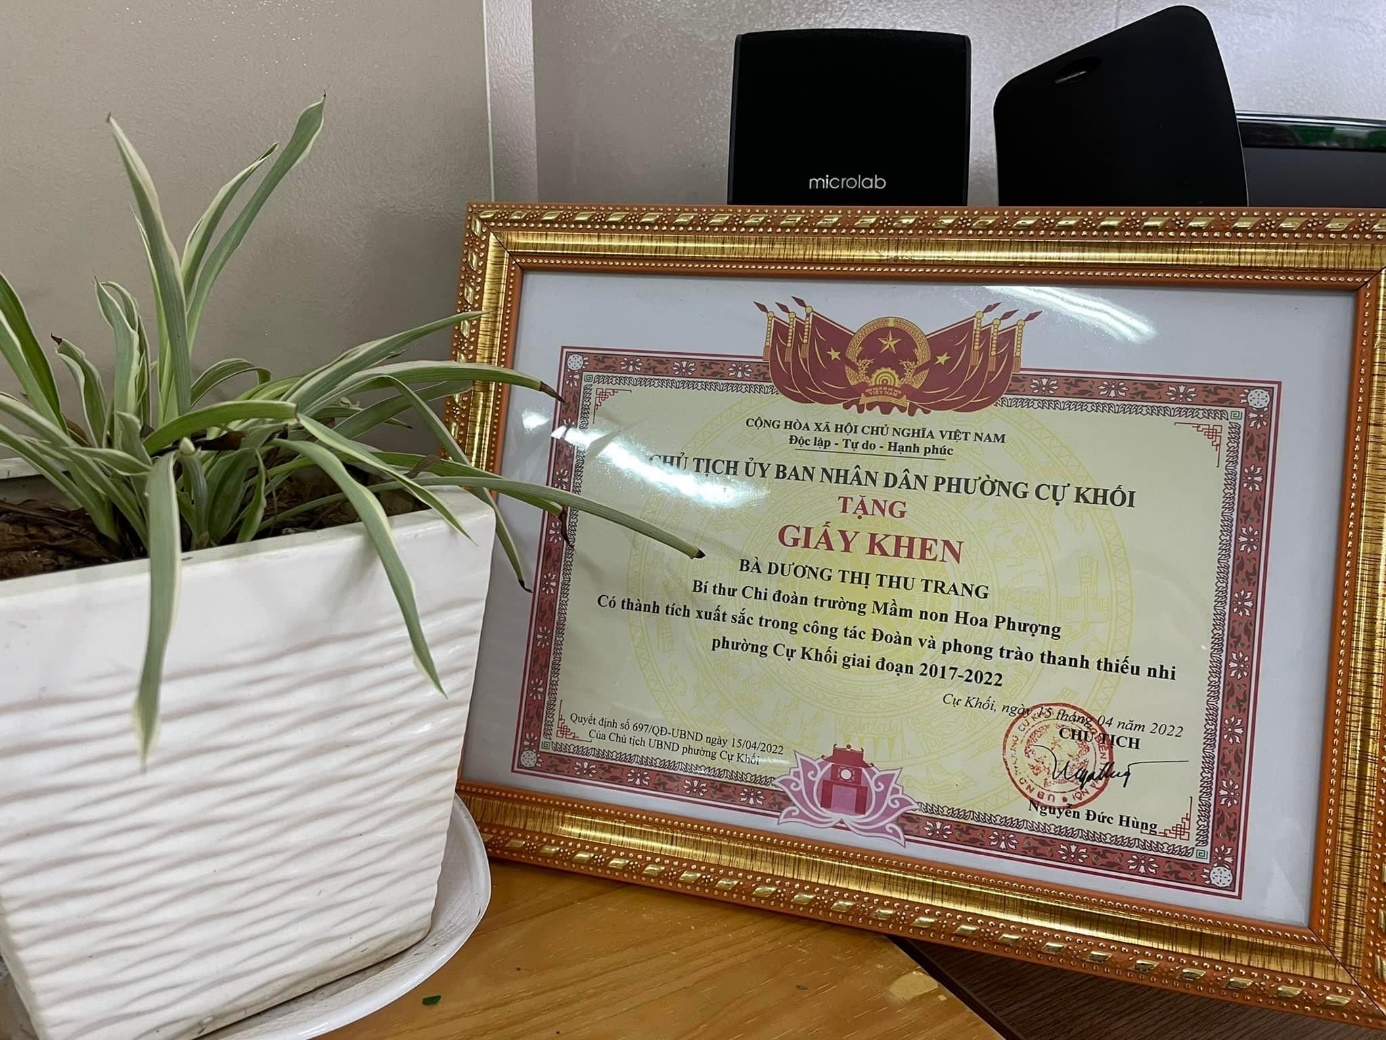 microlab
CỘNG HÒA XÃ HỘI CHỦ NGHĨA VIỆT NAM
Độc lập - Tự do - Hạnh phúc
CHỦ TỊCH ỦY BAN NHÂN DÂN PHƯỜNG CỰ KHỐI
TẶNG
GIẤY KHEN
BÀ DƯƠNG THỊ THU TRANG
Bí thư Chi đoàn trường Mầm non Hoa Phượng
Có thành tích xuất sắc trong công tác Đoàn và phong trào thanh thiếu nhi
phường Cự Khối giai đoạn 2017-2022
Cự Khối, ngày 15 tháng 04 năm 2022
CHỦ TỊCH
Quyết định số 697/QĐ-UBND ngày 15/04/2022
Của Chủ tịch UBND phường Cự Khối
Nguyễn Đức Hùng